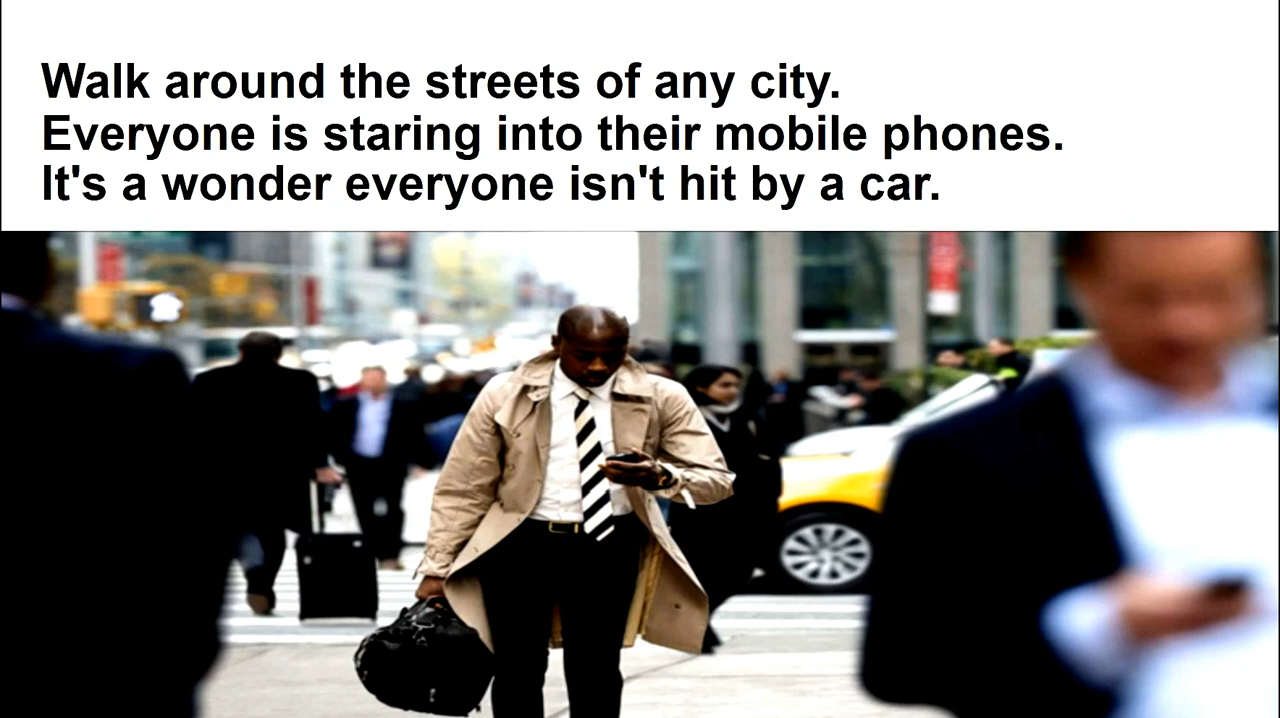 Walk around the streets of any city.
Everyone is staring into their mobile phones.
It's a wonder everyone isn't hit by a car.